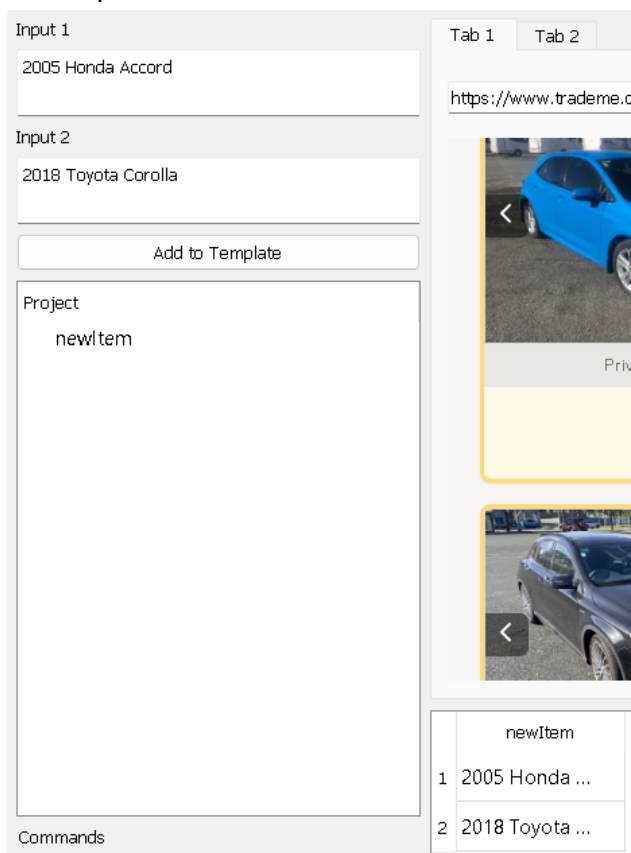 Input 1
2005 Honda Accord
Input 2
2018 Toyota Corolla
Add to Template
Project
newItem
Commands
Tab 1 Tab 2
https://www.trademe.c
Priv
newItem
1 2005 Honda ...
2 2018 Toyota ...